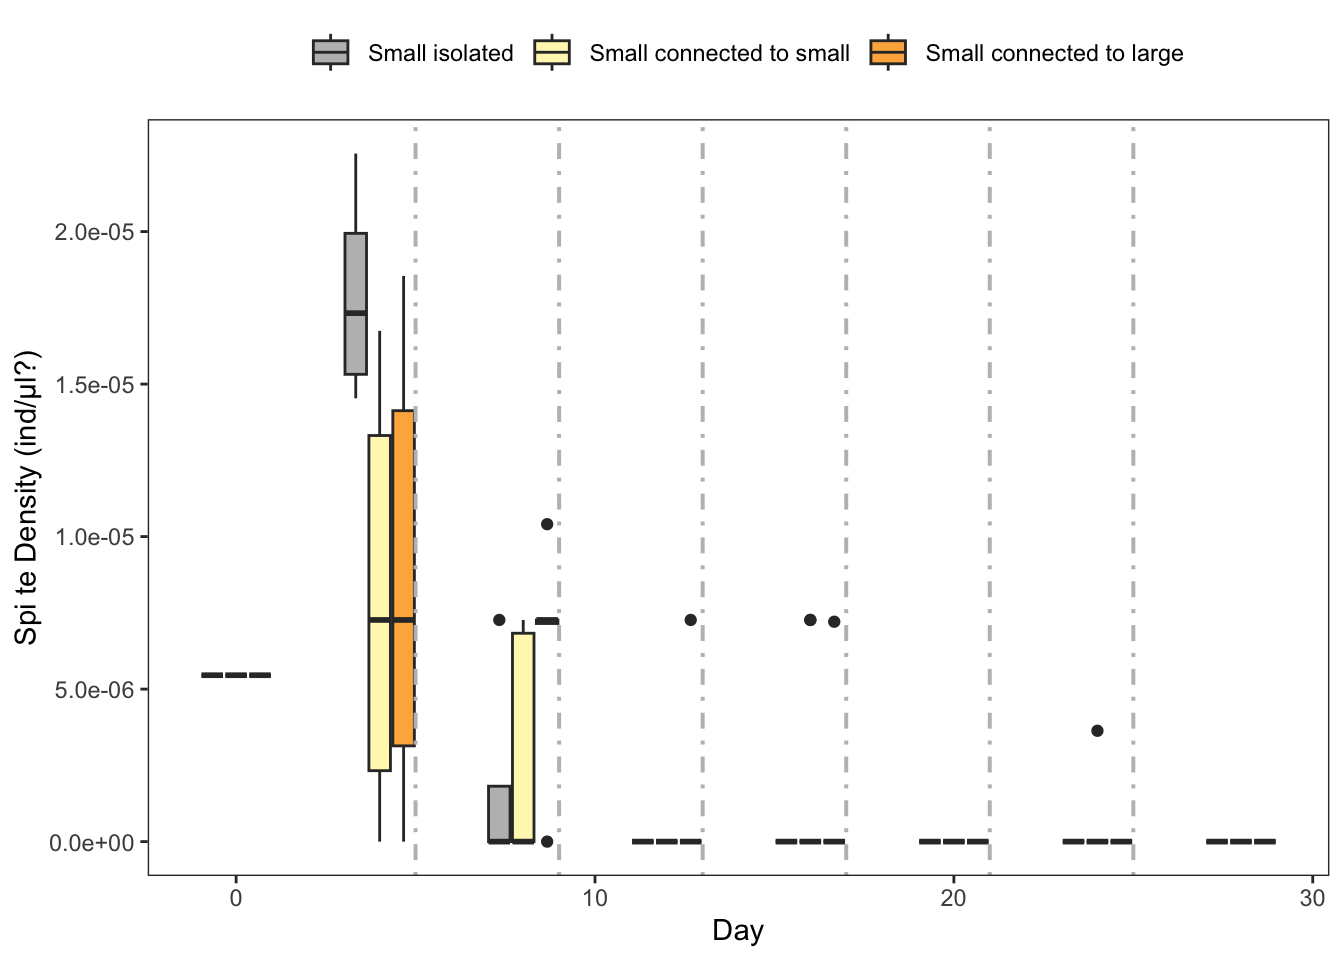 Small isolated Small connected to small Small connected to large
Spi te Density (ind/µl?)
2.0e-05
1.5e-05
1.0e-05
5.0e-06
0.0e+00
0 10 20 30
Day